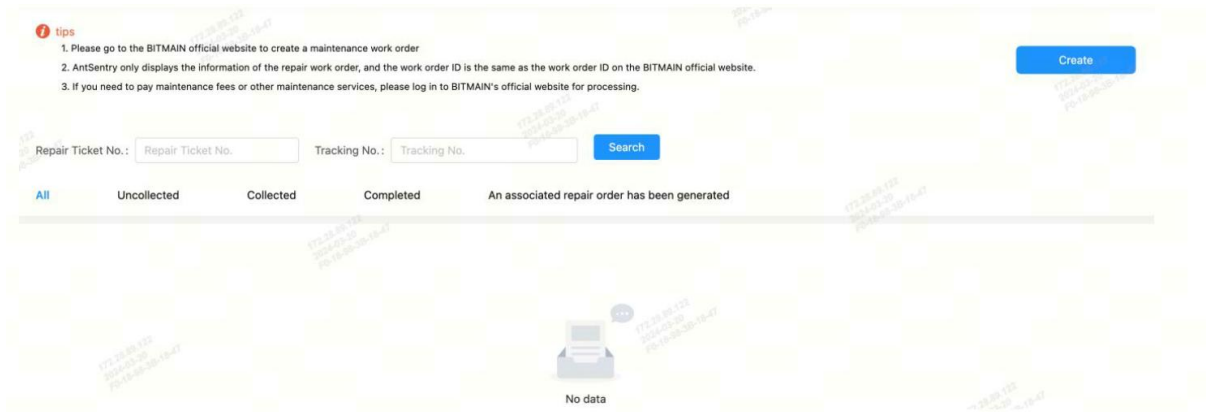 tips
1. Please go to the BITMAIN official website to create a maintenance work order
2. AntSentry only displays the information of the repair work order, and the work order ID is the same as the work order ID on the BITMAIN official website.
Create
3. If you need to pay maintenance fees or other maintenance services, please log in to BITMAIN's official website for processing.
Repair Ticket No.: Repair Ticket No. Tracking No.: Tracking No. Search
All Uncollected Collected Completed An associated repair order has been generated
No data